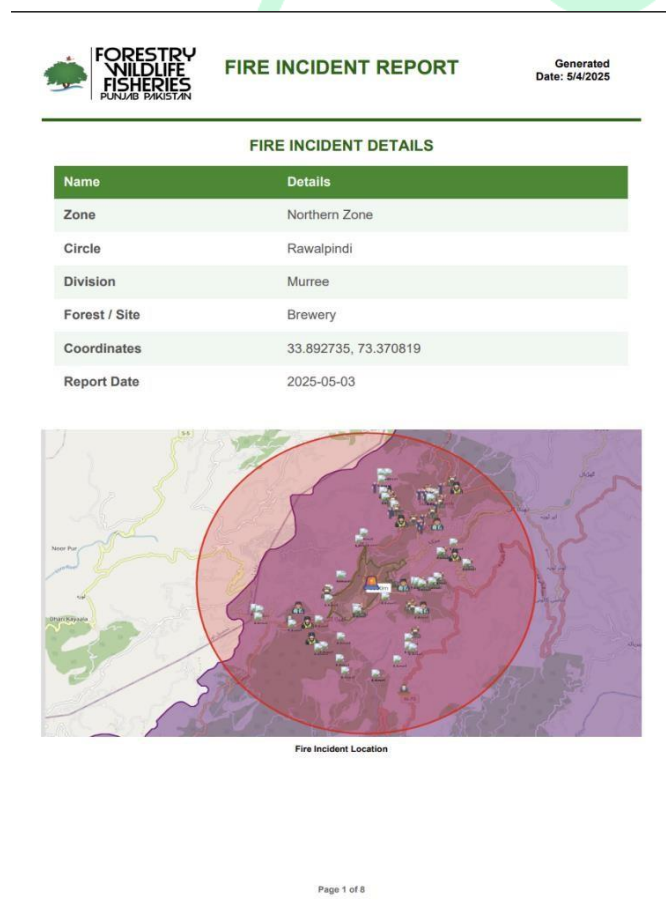 FORESTRY
WILDLIFE
FISHERIES
PUNJAB PAKISTAN
FIRE INCIDENT REPORT
Generated
Date: 5/4/2025
FIRE INCIDENT DETAILS
Name Details
Zone Northern Zone
Circle Rawalpindi
Division Murree
Forest / Site Brewery
Coordinates 33.892735, 73.370819
Report Date 2025-05-03
Noor Pur
Fire Incident Location
Page 1 of 8